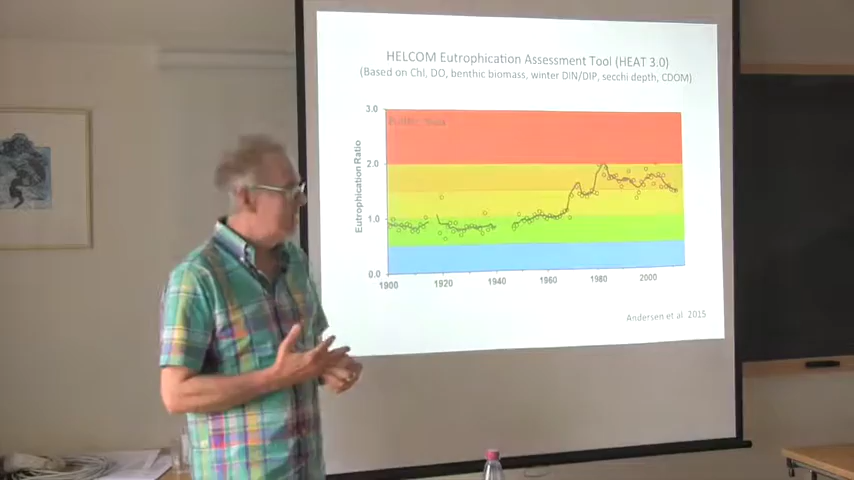 HELCOM Eutrophication Assessment Tool (HEAT 3.0)
(Based on Chl, DO, benthic biomass, winter DIN/DIP, secchi depth, CDOM)
3.0
2.0
1.0
0.0
Eutrophication Ratio
1900
1920
1940
1960
1980
2000
Andersen et al. 2015